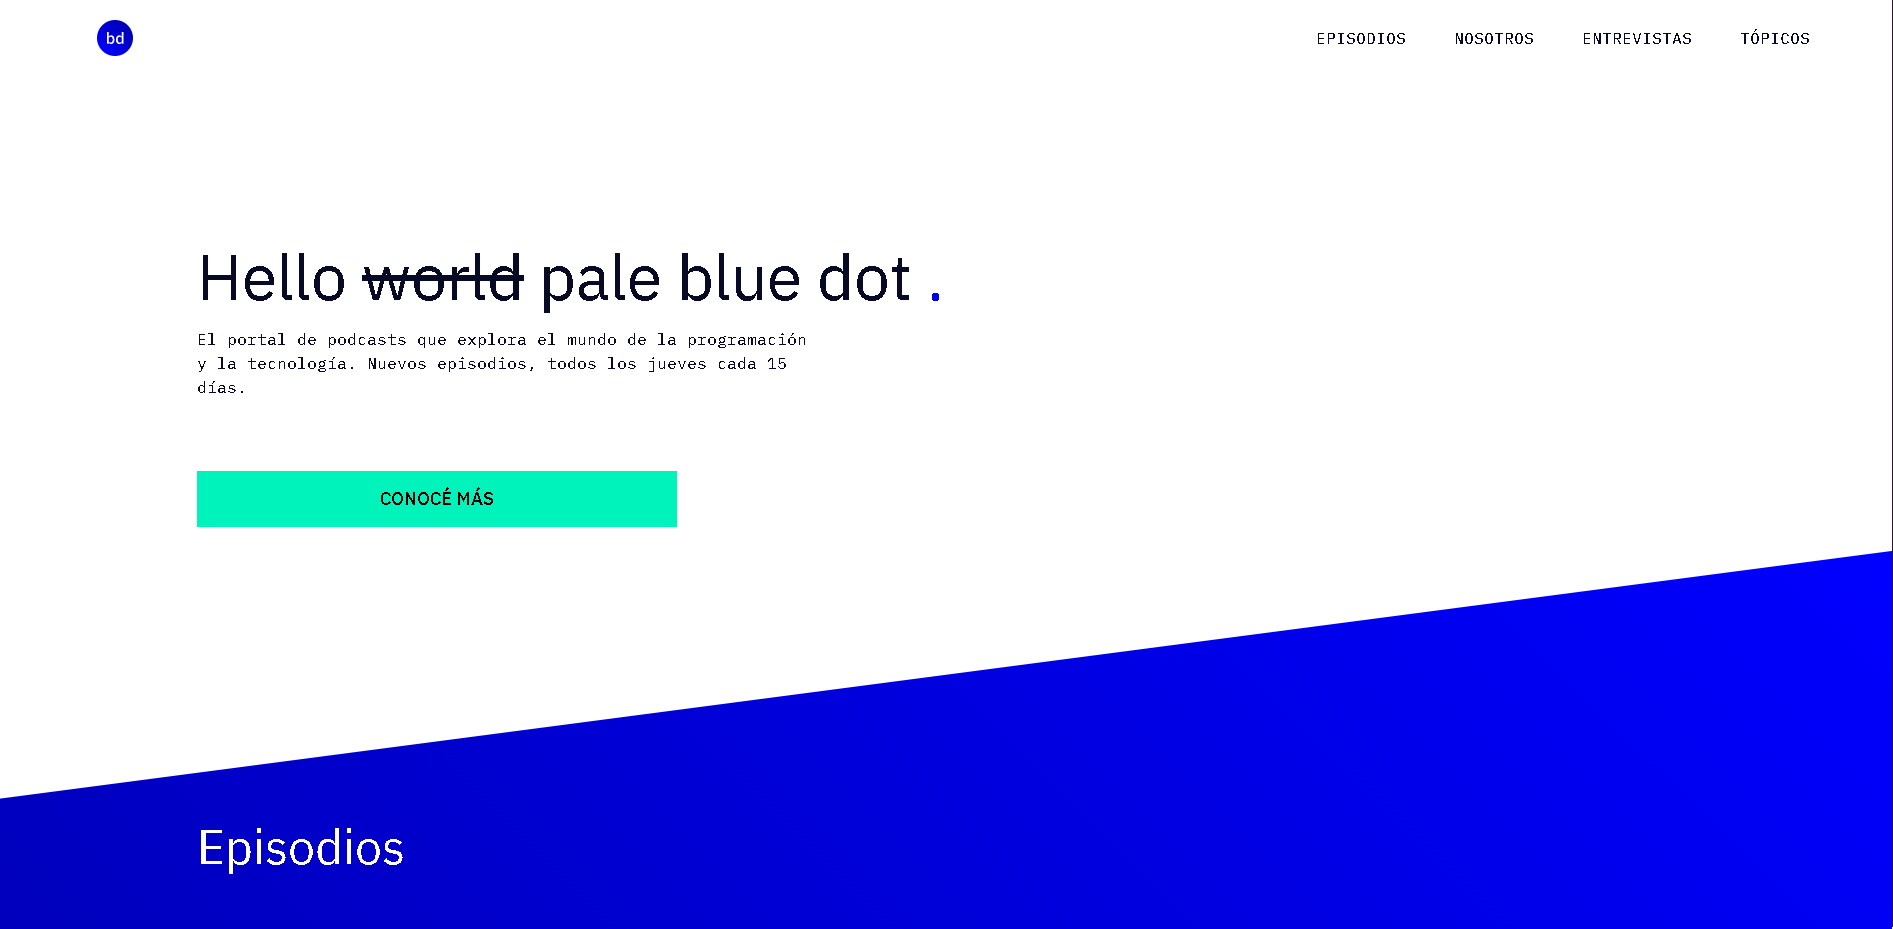 bd
EPISODIOS NOSOTROS ENTREVISTAS TÓPICOS
Hello world pale blue dot .
El portal de podcasts que explora el mundo de la programación
y la tecnología. Nuevos episodios, todos los jueves cada 15
días.
CONOCÉ MÁS
Episodios